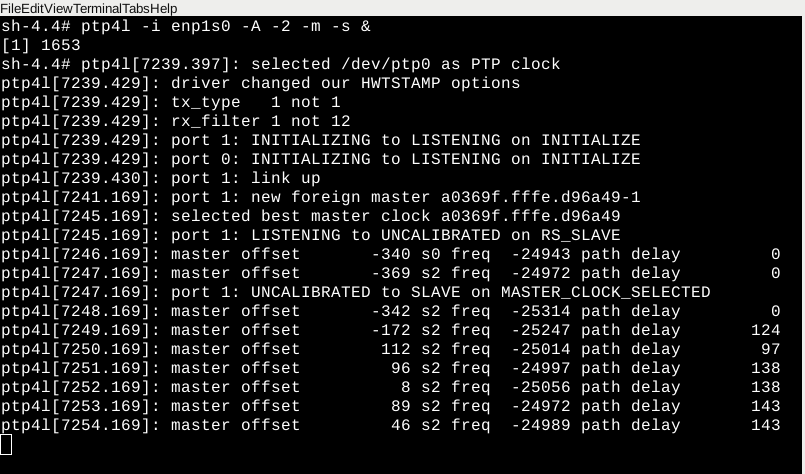 FileEditViewTerminalTabsHelp
sh-4.4# ptp4l -i enp1s0 -A -2 -m -s &
[1] 1653
sh-4.4# ptp4l[7239.397]: selected /dev/ptp0 as PTP clock
ptp4l[7239.429]: driver changed our HWTSTAMP options
ptp4l[7239.429]: tx_type   1 not 1
ptp4l[7239.429]: rx_filter 1 not 12
ptp4l[7239.429]: port 1: INITIALIZING to LISTENING on INITIALIZE
ptp4l[7239.429]: port 0: INITIALIZING to LISTENING on INITIALIZE
ptp4l[7239.430]: port 1: link up
ptp4l[7241.169]: port 1: new foreign master a0369f.fffe.d96a49-1
ptp4l[7245.169]: selected best master clock a0369f.fffe.d96a49
ptp4l[7245.169]: port 1: LISTENING to UNCALIBRATED on RS_SLAVE
ptp4l[7246.169]: master offset       -340 s0 freq  -24943 path delay         0
ptp4l[7247.169]: master offset       -369 s2 freq  -24972 path delay         0
ptp4l[7247.169]: port 1: UNCALIBRATED to SLAVE on MASTER_CLOCK_SELECTED
ptp4l[7248.169]: master offset       -342 s2 freq  -25314 path delay         0
ptp4l[7249.169]: master offset       -172 s2 freq  -25247 path delay       124
ptp4l[7250.169]: master offset        112 s2 freq  -25014 path delay        97
ptp4l[7251.169]: master offset         96 s2 freq  -24997 path delay       138
ptp4l[7252.169]: master offset          8 s2 freq  -25056 path delay       138
ptp4l[7253.169]: master offset         89 s2 freq  -24972 path delay       143
ptp4l[7254.169]: master offset         46 s2 freq  -24989 path delay       143